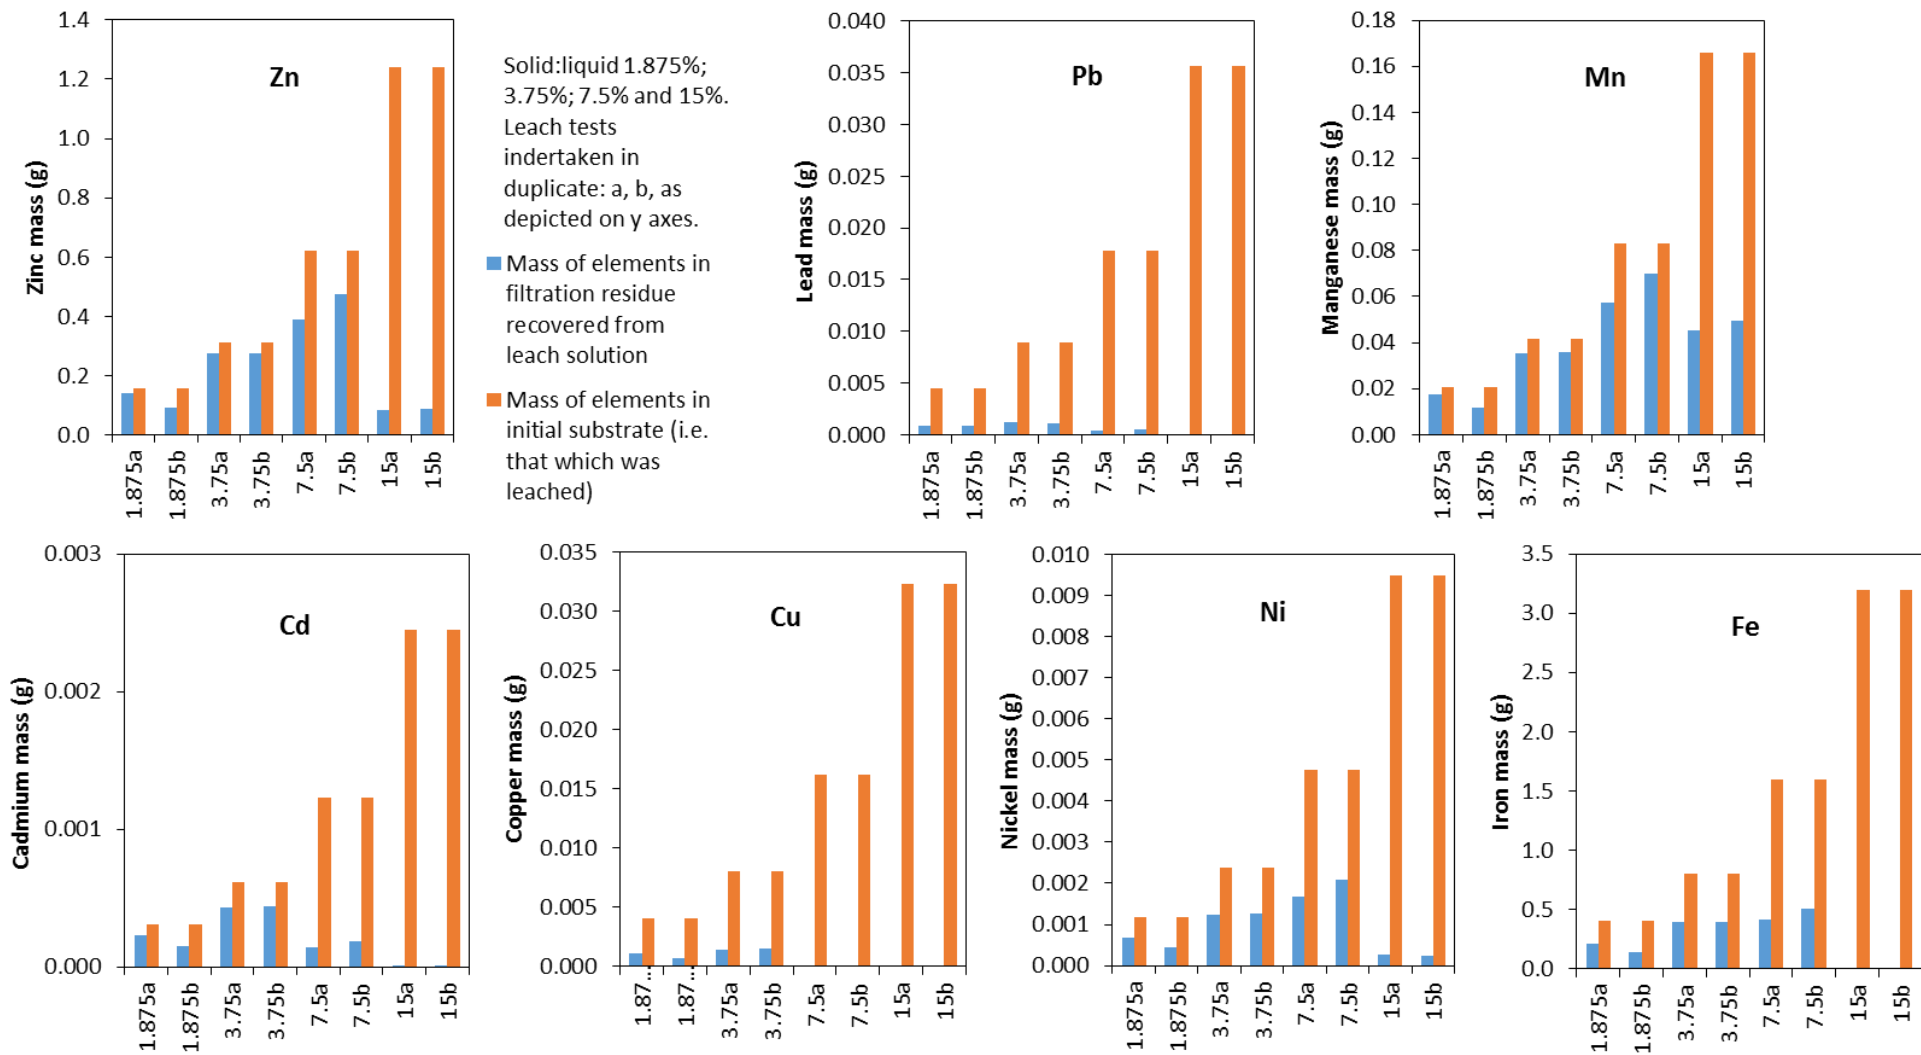 Zn
Zinc mass (g)
1.4
1.2
1.0
0.8
0.6
0.4
0.2
0.0
1.875a
1.875b
3.75a
3.75b
7.5a
7.5b
15a
15b
Solid:liquid 1.875%;
3.75%; 7.5% and 15%.
Leach tests
indertaken in
duplicate: a, b, as
depicted on y axes.
Mass of elements in
filtration residue
recovered from
leach solution
Mass of elements in
initial substrate (i.e.
that which was
leached)
Pb
Lead mass (g)
0.040
0.035
0.030
0.025
0.020
0.015
0.010
0.005
0.000
1.875a
1.875b
3.75a
3.75b
7.5a
7.5b
15a
15b
Mn
Manganese mass (g)
0.18
0.16
0.14
0.12
0.10
0.08
0.06
0.04
0.02
0.00
1.875a
1.875b
3.75a
3.75b
7.5a
7.5b
15a
15b
Cd
Cadmium mass (g)
0.003
0.002
0.001
0.000
1.875a
1.875b
3.75a
3.75b
7.5a
7.5b
15a
15b
Cu
Copper mass (g)
0.035
0.030
0.025
0.020
0.015
0.010
0.005
0.000
1.87...
1.87...
3.75a
3.75b
7.5a
7.5b
15a
15b
Ni
Nickel mass (g)
0.010
0.009
0.008
0.007
0.006
0.005
0.004
0.003
0.002
0.001
0.000
1.875a
1.875b
3.75a
3.75b
7.5a
7.5b
15a
15b
Fe
Iron mass (g)
3.5
3.0
2.5
2.0
1.5
1.0
0.5
0.0
1.875a
1.875b
3.75a
3.75b
7.5a
7.5b
15a
15b